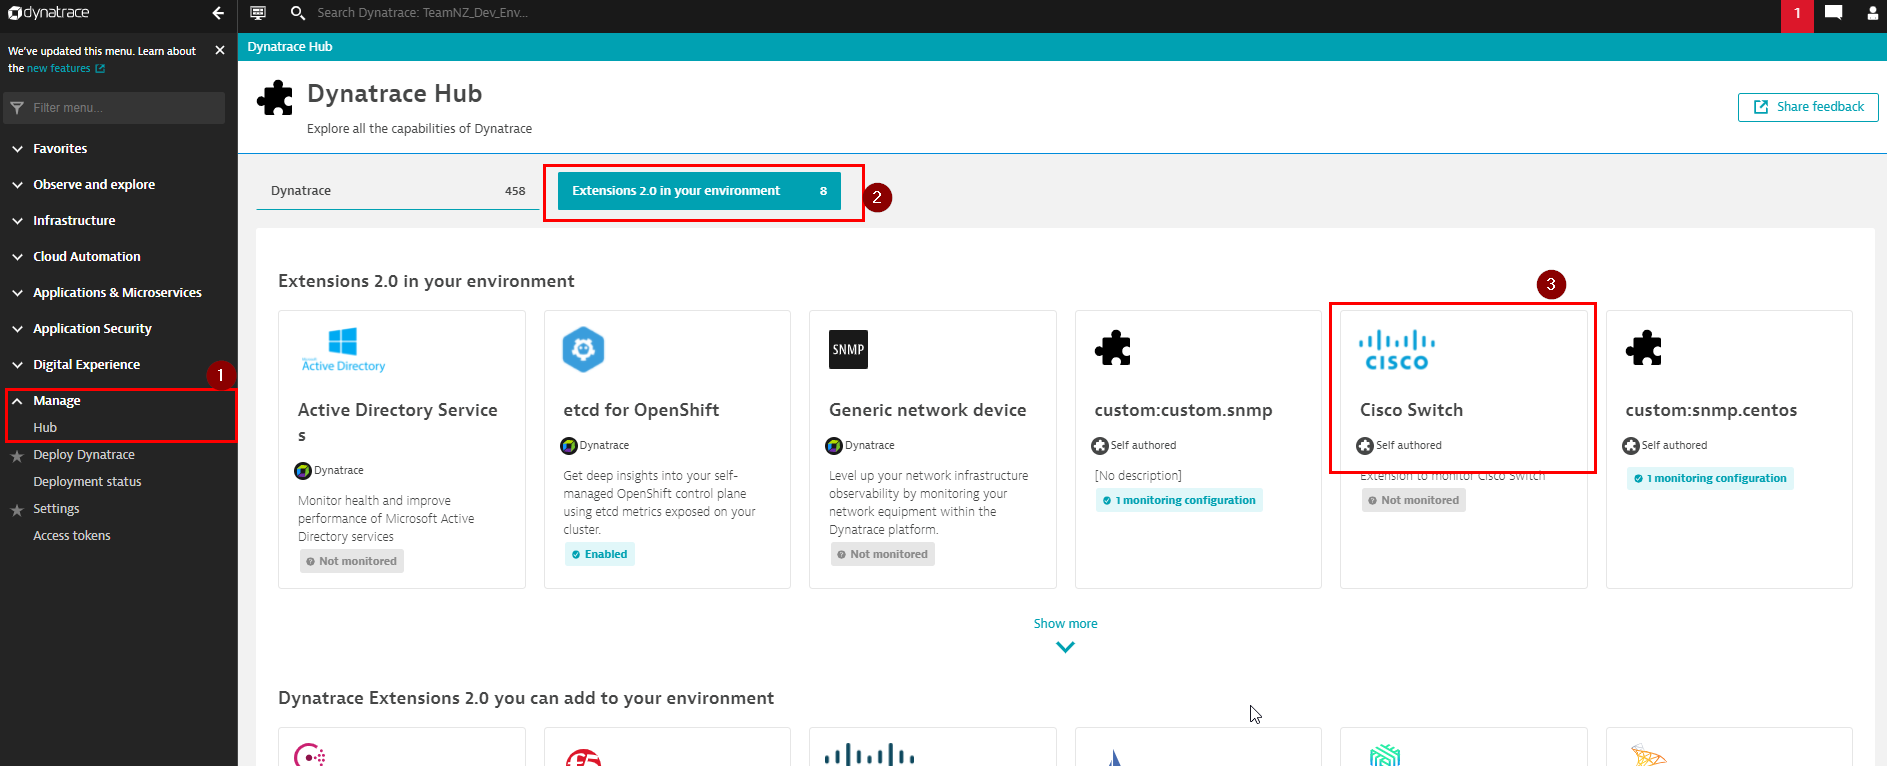 dynatrace
Search Dynatrace: TeamNZ_Dev_Env...
1
We've updated this menu. Learn about
the new features
Filter menu...
Favorites
Observe and explore
Infrastructure
Cloud Automation
Applications & Microservices
Application Security
Digital Experience
1
Manage
Hub
Deploy Dynatrace
Deployment status
Settings
Access tokens
Dynatrace Hub
Dynatrace Hub
Explore all the capabilities of Dynatrace
Share feedback
Dynatrace 458
Extensions 2.0 in your environment 8
2
Extensions 2.0 in your environment
3
Microsoft
Active Directory
Active Directory Service
s
Dynatrace
Monitor health and improve
performance of Microsoft Active
Directory services
Not monitored
etcd for OpenShift
Dynatrace
Get deep insights into your self-
managed OpenShift control plane
using etcd metrics exposed on your
cluster.
Enabled
SNMP
Generic network device
Dynatrace
Level up your network infrastructure
observability by monitoring your
network equipment within the
Dynatrace platform.
Not monitored
custom:custom.snmp
Self authored
[No description]
1 monitoring configuration
CISCO
Cisco Switch
Self authored
Extension to monitor Cisco Switch
Not monitored
custom:snmp.centos
Self authored
1 monitoring configuration
Show more
Dynatrace Extensions 2.0 you can add to your environment